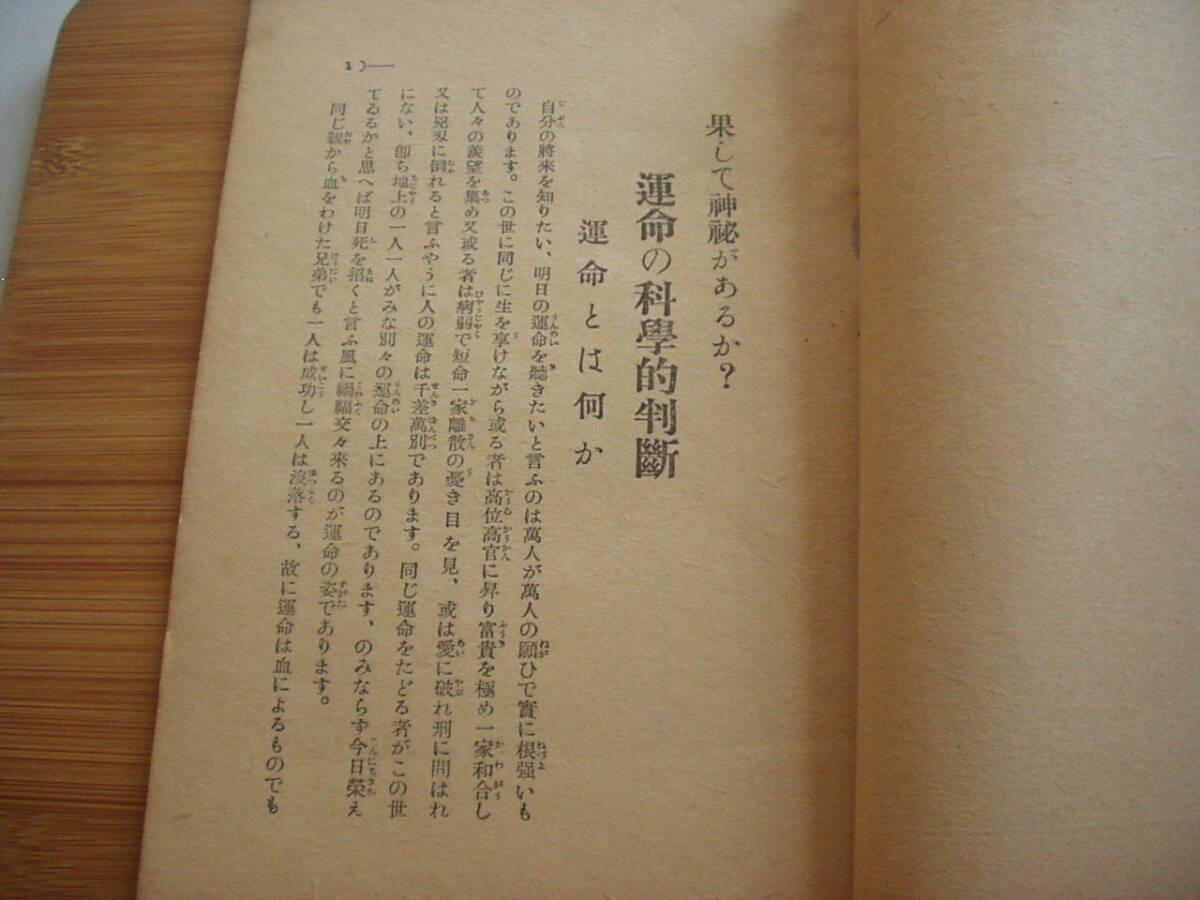 果して神祕があるか？
運命の科學的判斷
運命とは何か
自分の將來を知りたい、明日の運命を聽きたいと言ふのは萬人が萬人の願ひで實に根强いも
のであります。この世に同じに生を享けながら或る者は高位高官に昇り富貴を極め一家和合し
て人々の羨望を集め又或る者は病弱で短命一家離散の憂き目を見、或は愛に破れ刑に問はれ
又は兇刄に倒れると言ふやうに人の運命は千差萬別であります。同じ運命をたどる者がこの世
にない、卽ち地上の一人一人がみな別々の運命の上にあるのであります、のみならず今日榮え
てゐるかと思へば明日死を招くと言ふ風に禍福交々來るのが運命の姿であります。
同じ親から血をわけた兄弟でも一人は成功し一人は沒落する、故に運命は血によるものでも
1